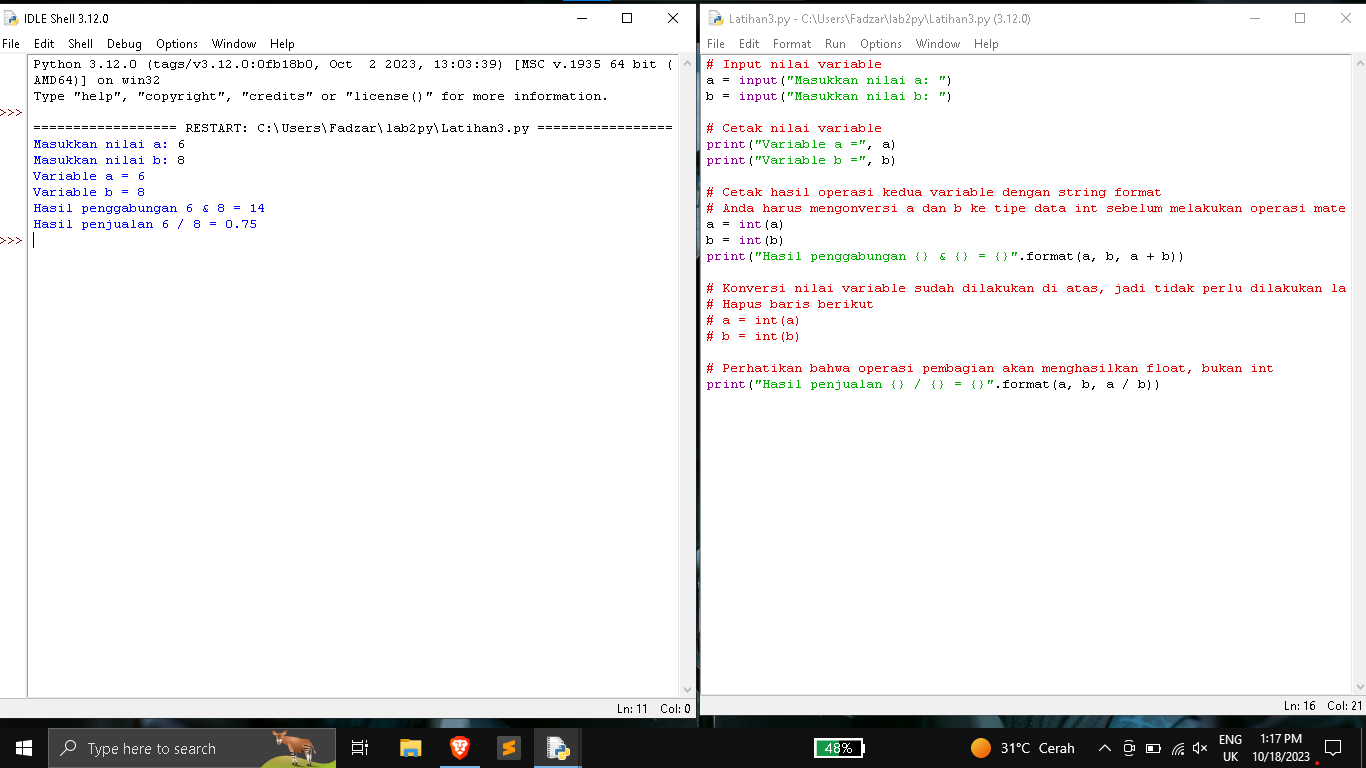 IDLE Shell 3.12.0
File Edit Shell Debug Options Window Help
Python 3.12.0 (tags/v3.12.0:0fb18b0, Oct  2 2023, 13:03:39) [MSC v.1935 64 bit (
AMD64)] on win32
Type "help", "copyright", "credits" or "license()" for more information.
>>>
================== RESTART: C:\Users\Fadzar\lab2py\Latihan3.py =================
Masukkan nilai a: 6
Masukkan nilai b: 8
Variable a = 6
Variable b = 8
Hasil penggabungan 6 & 8 = 14
Hasil penjualan 6 / 8 = 0.75
>>>
Ln: 11 Col: 0
Latihan3.py - C:\Users\Fadzar\lab2py\Latihan3.py (3.12.0)
File Edit Format Run Options Window Help
# Input nilai variable
a = input("Masukkan nilai a: ")
b = input("Masukkan nilai b: ")
# Cetak nilai variable
print("Variable a =", a)
print("Variable b =", b)
# Cetak hasil operasi kedua variable dengan string format
# Anda harus mengonversi a dan b ke tipe data int sebelum melakukan operasi mate
a = int(a)
b = int(b)
print("Hasil penggabungan {} & {} = {}".format(a, b, a + b))
# Konversi nilai variable sudah dilakukan di atas, jadi tidak perlu dilakukan la
# Hapus baris berikut
# a = int(a)
# b = int(b)
# Perhatikan bahwa operasi pembagian akan menghasilkan float, bukan int
print("Hasil penjualan {} / {} = {}".format(a, b, a / b))
Ln: 16 Col: 21
Type here to search
48%
31°C Cerah
ENG
UK
1:17 PM
10/18/2023